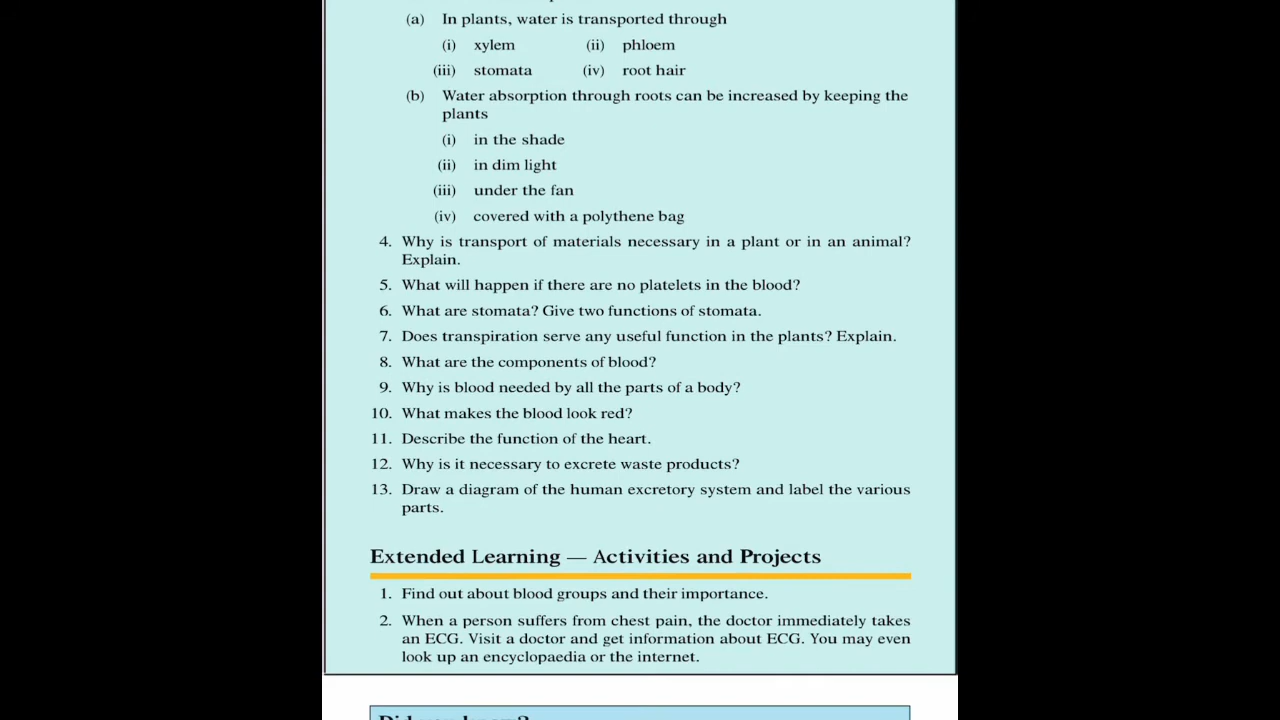 (a) In plants, water is transported through
(i) xylem (ii) phloem
(iii) stomata (iv) root hair
(b) Water absorption through roots can be increased by keeping the
plants
(i) in the shade
(ii) in dim light
(iii) under the fan
(iv) covered with a polythene bag
4. Why is transport of materials necessary in a plant or in an animal?
Explain.
5. What will happen if there are no platelets in the blood?
6. What are stomata? Give two functions of stomata.
7. Does transpiration serve any useful function in the plants? Explain.
8. What are the components of blood?
9. Why is blood needed by all the parts of a body?
10. What makes the blood look red?
11. Describe the function of the heart.
12. Why is it necessary to excrete waste products?
13. Draw a diagram of the human excretory system and label the various
parts.
Extended Learning — Activities and Projects
1. Find out about blood groups and their importance.
2. When a person suffers from chest pain, the doctor immediately takes
an ECG. Visit a doctor and get information about ECG. You may even
look up an encyclopaedia or the internet.
Did you know?